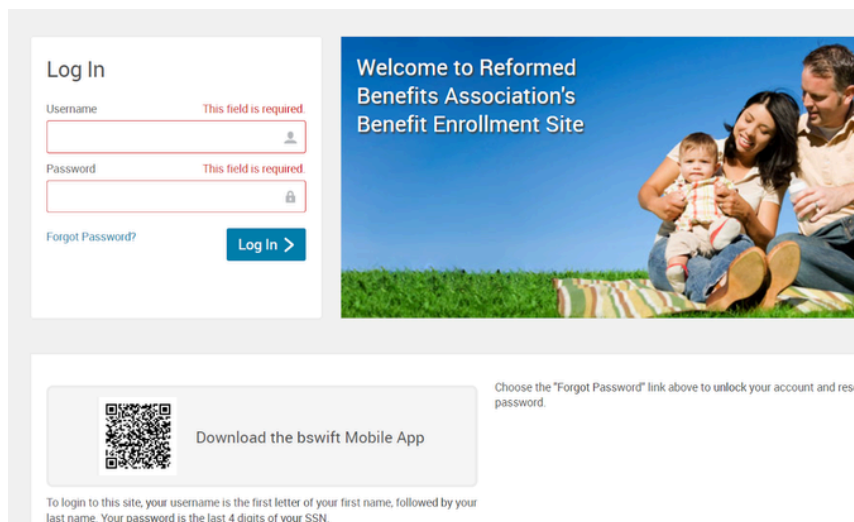 Log In
Username
This field is required.
Password
This field is required.
Forgot Password?
Log In
Welcome to Reformed
Benefits Association's
Benefit Enrollment Site
Download the bswift Mobile App
To login to this site, your username is the first letter of your first name, followed by your
last name. Your password is the last 4 digits of your SSN.
Choose the "Forgot Password" link above to unlock your account and
password.